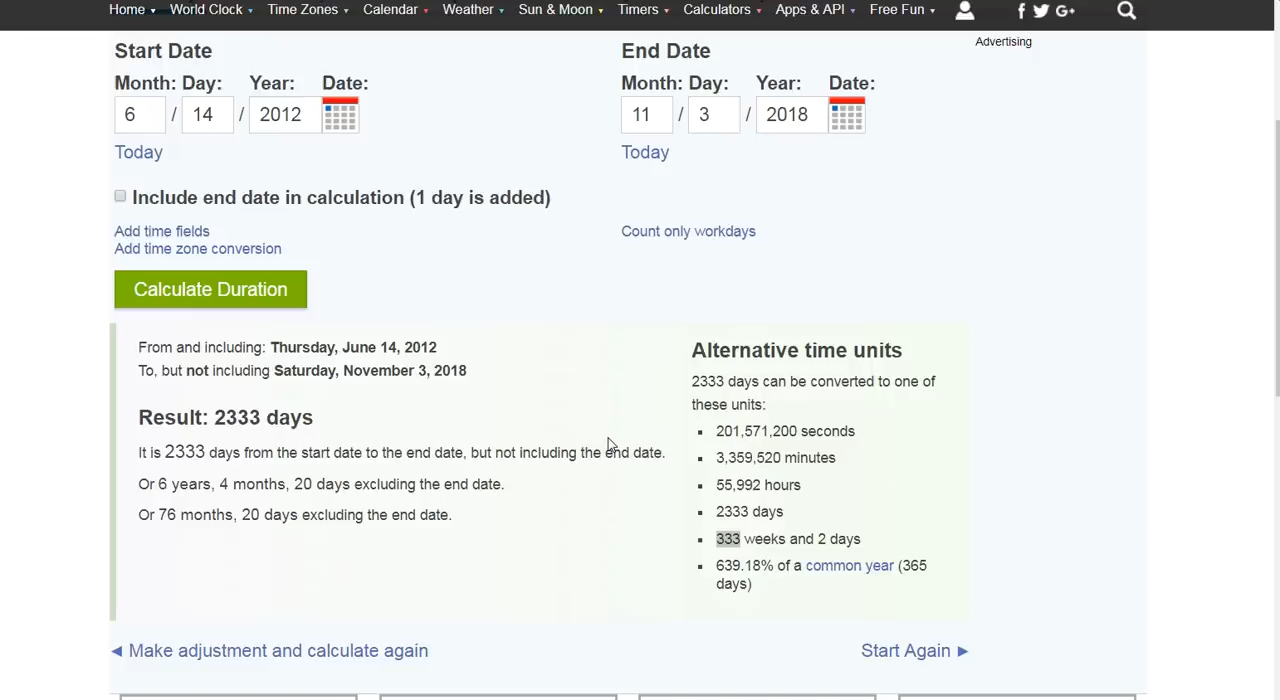 Home World Clock Time Zones Calendar Weather Sun & Moon Timers Calculators Apps & API Free Fun f G+
Advertising
Start Date
Month: Day: Year: Date:
6 / 14 / 2012
Today
End Date
Month: Day: Year: Date:
11 / 3 / 2018
Today
Include end date in calculation (1 day is added)
Add time fields
Add time zone conversion
Count only workdays
Calculate Duration
From and including: Thursday, June 14, 2012
To, but not including Saturday, November 3, 2018
Result: 2333 days
It is 2333 days from the start date to the end date, but not including the end date.
Or 6 years, 4 months, 20 days excluding the end date.
Or 76 months, 20 days excluding the end date.
Alternative time units
2333 days can be converted to one of
these units:
201,571,200 seconds
3,359,520 minutes
55,992 hours
2333 days
333 weeks and 2 days
639.18% of a common year (365
days)
◄ Make adjustment and calculate again
Start Again ►